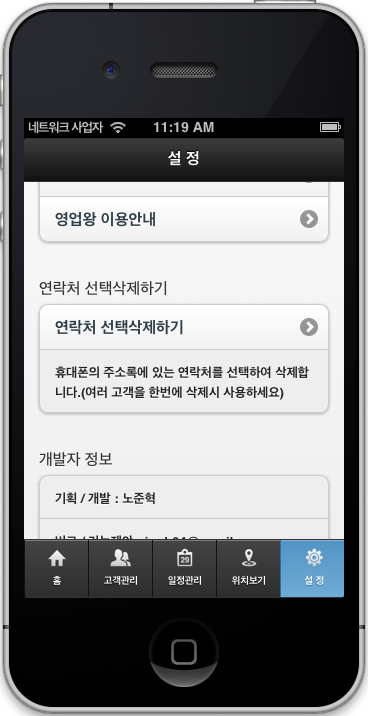 네트워크 사업자
11:19 AM
설 정
영업왕 이용안내
연락처 선택삭제하기
연락처 선택삭제하기
휴대폰의 주소록에 있는 연락처를 선택하여 삭제합
니다.(여러 고객을 한번에 삭제시 사용하세요)
개발자 정보
기획 / 개발 : 노준혁
29
홈
고객관리
일정관리
위치보기
설 정